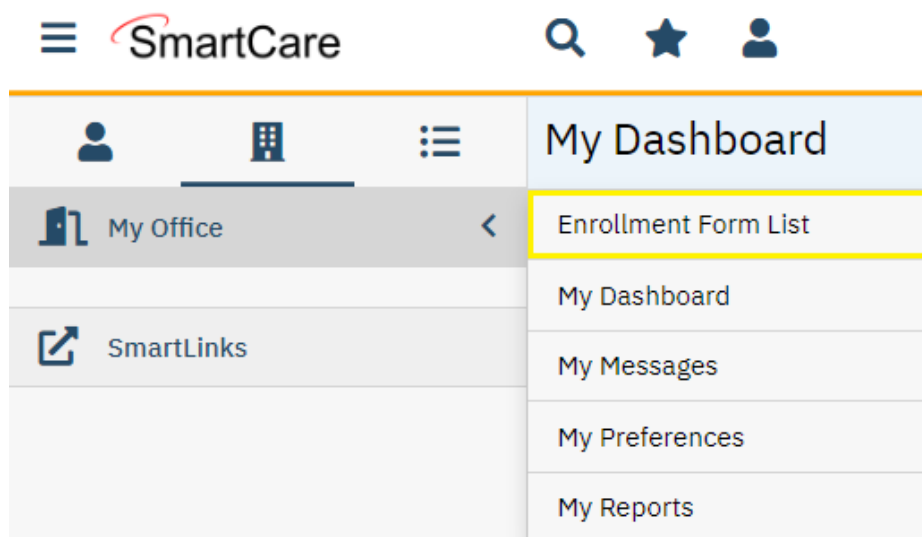 SmartCare
My Dashboard
My Office
Enrollment Form List
My Dashboard
SmartLinks
My Messages
My Preferences
My Reports